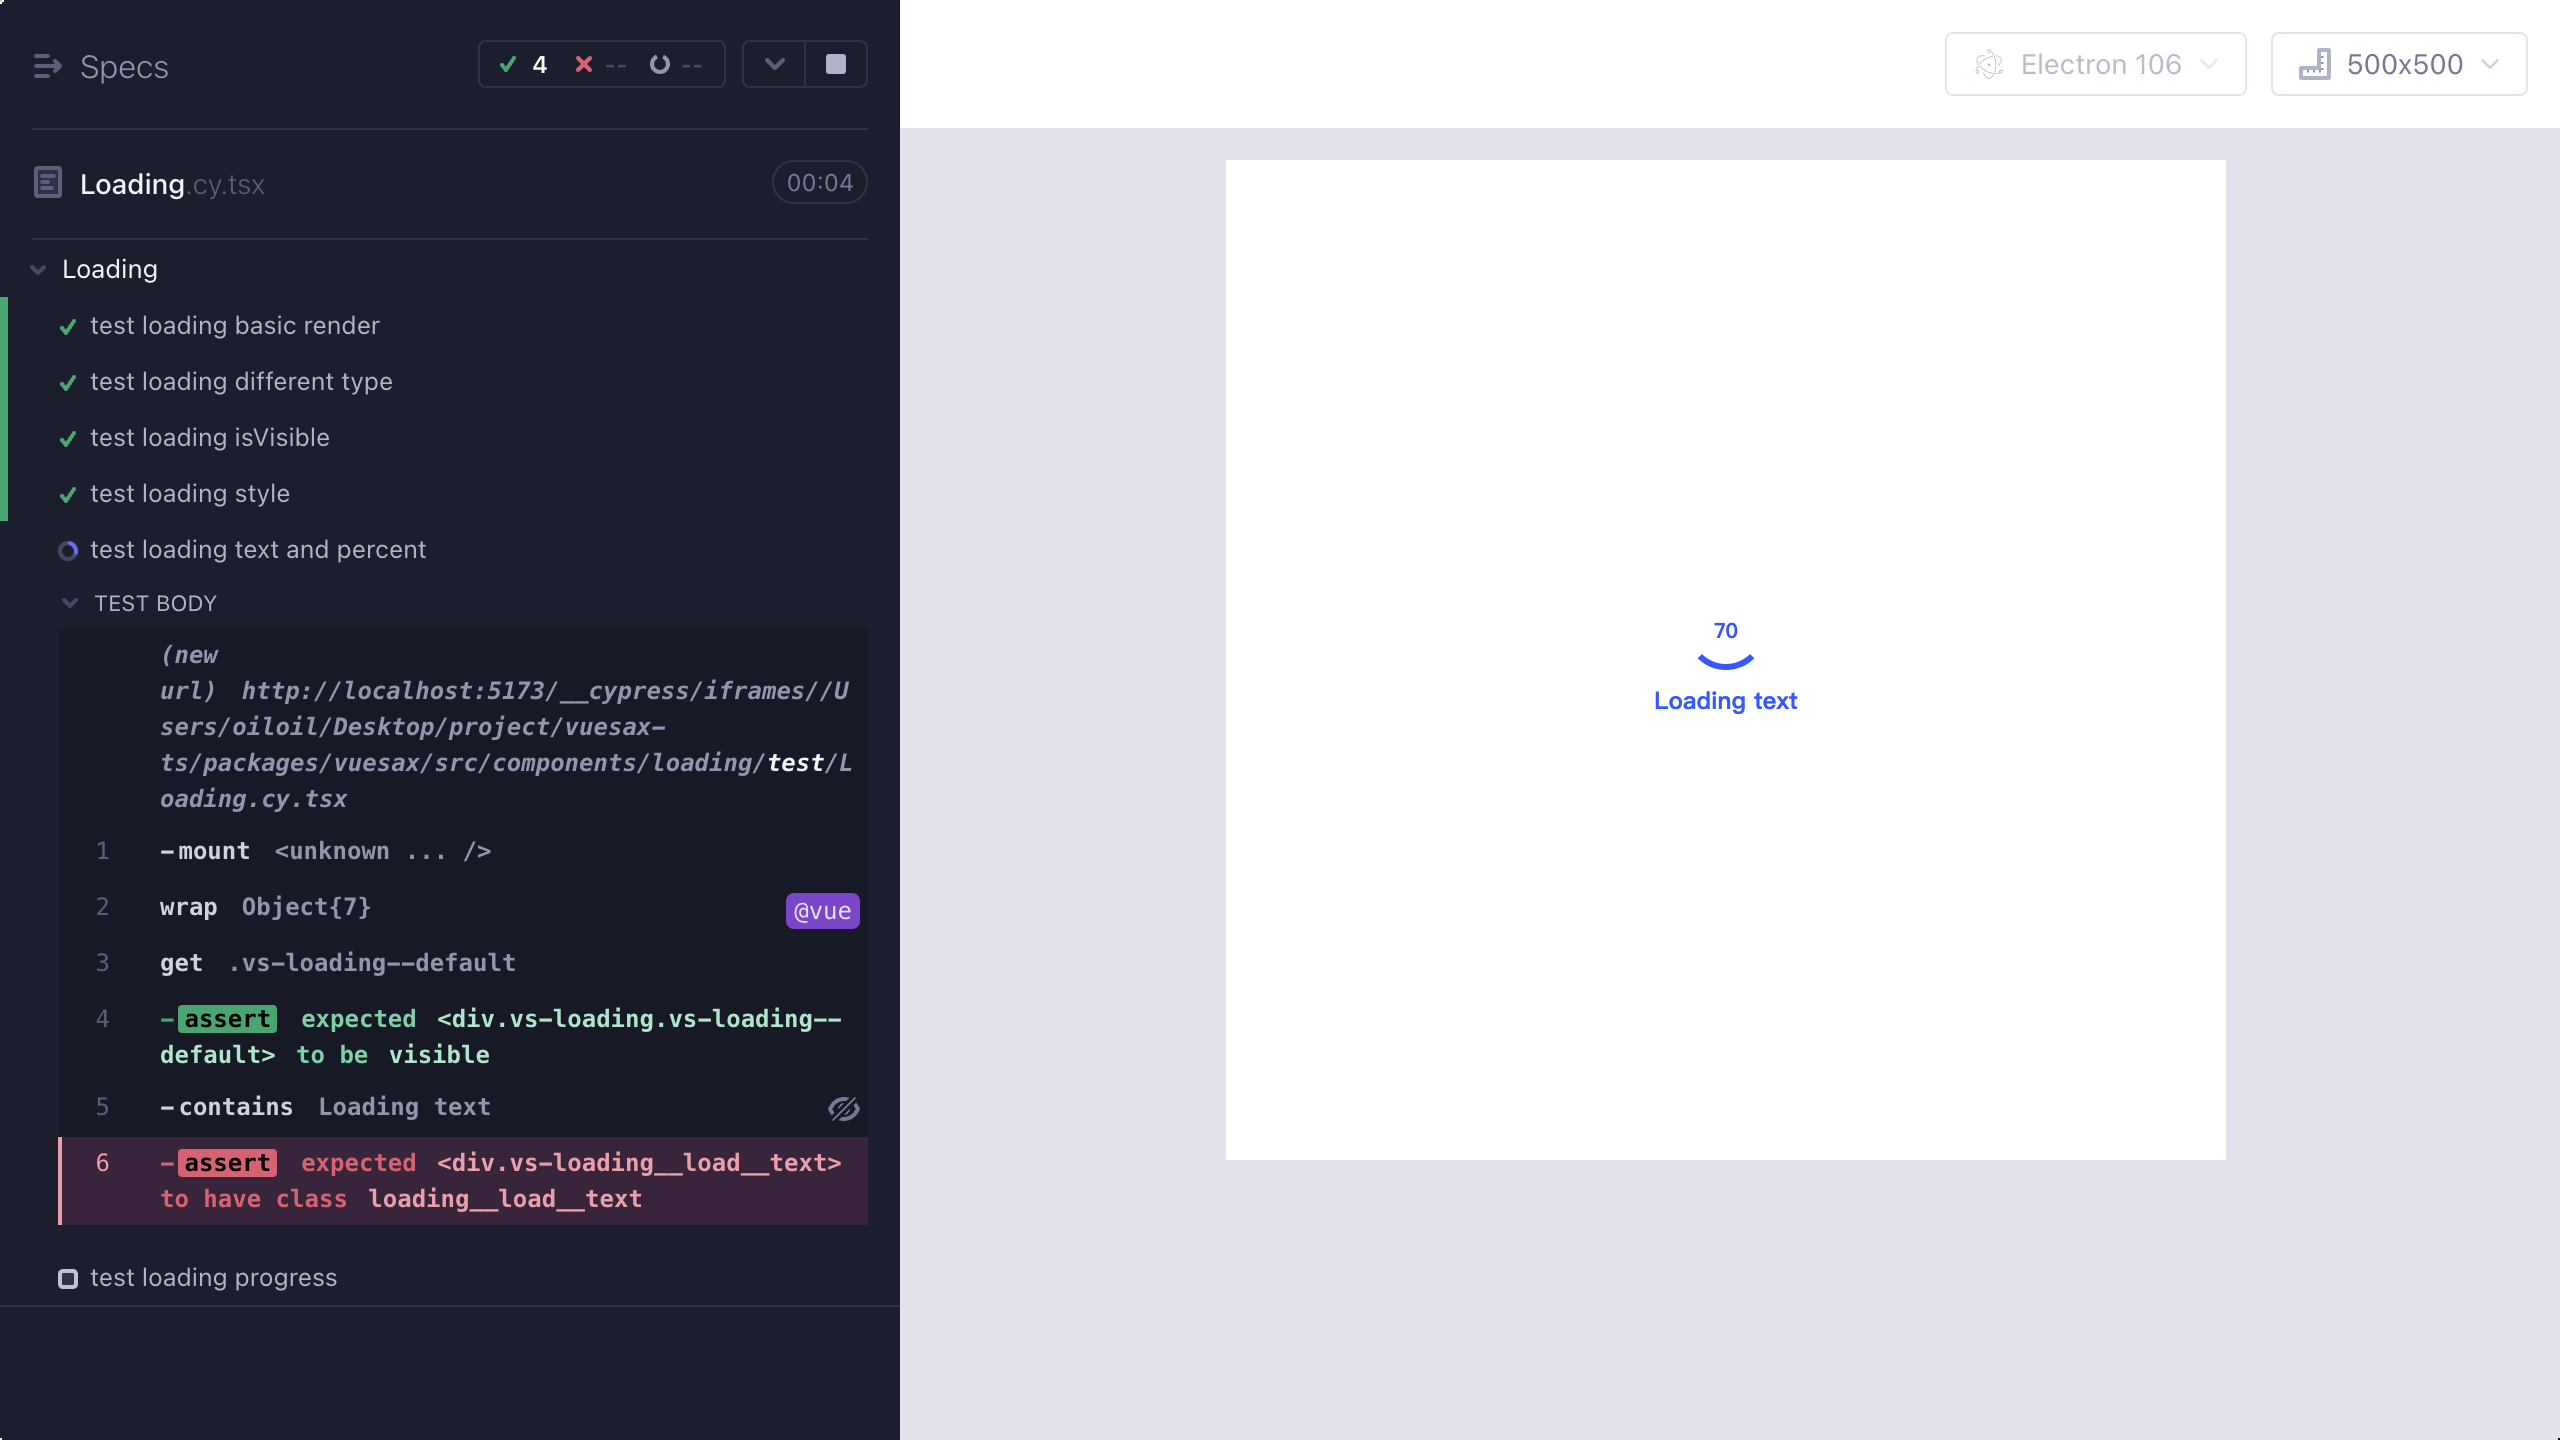 Specs
4 -- --
Loading.cy.tsx
00:04
Loading
test loading basic render
test loading different type
test loading isVisible
test loading style
test loading text and percent
TEST BODY
(new
url) http://localhost:5173/__cypress/iframes//U
sers/oiloil/Desktop/project/vuesax-
ts/packages/vuesax/src/components/loading/test/L
oading.cy.tsx
1 -mount <unknown ... />
2 wrap Object{7} @vue
3 get .vs-loading--default
4 -assert expected <div.vs-loading.vs-loading--
default> to be visible
5 -contains Loading text
6 -assert expected <div.vs-loading__load__text>
to have class loading__load__text
test loading progress
Electron 106
500x500
70
Loading text